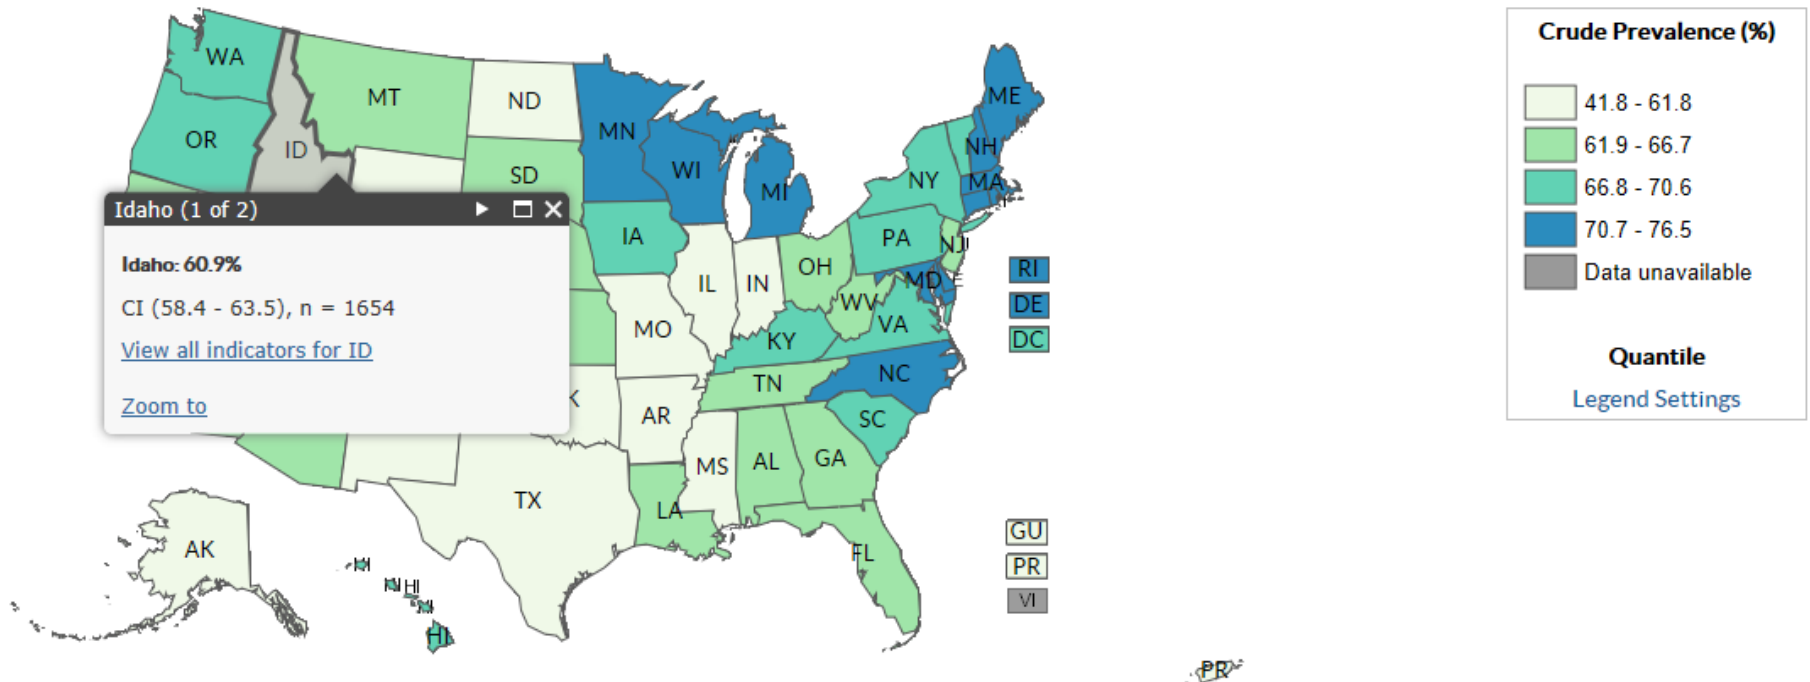 WA
MT
ND
MN
ME
OR
ID
SD
WI
MI
NY
NH
MA
Idaho (1 of 2)
Idaho: 60.9%
CI (58.4 - 63.5), n = 1654
View all indicators for ID
Zoom to
IA
PA
NJ
IL
IN
OH
MD
WV
VA
MO
KY
NC
TN
K
AR
SC
MS
AL
GA
TX
LA
FL
AK
HI
HI
HI
HI
HI
RI
DE
DC
GU
PR
VI
PR
Crude Prevalence (%)
41.8 - 61.8
61.9 - 66.7
66.8 - 70.6
70.7 - 76.5
Data unavailable
Quantile
Legend Settings